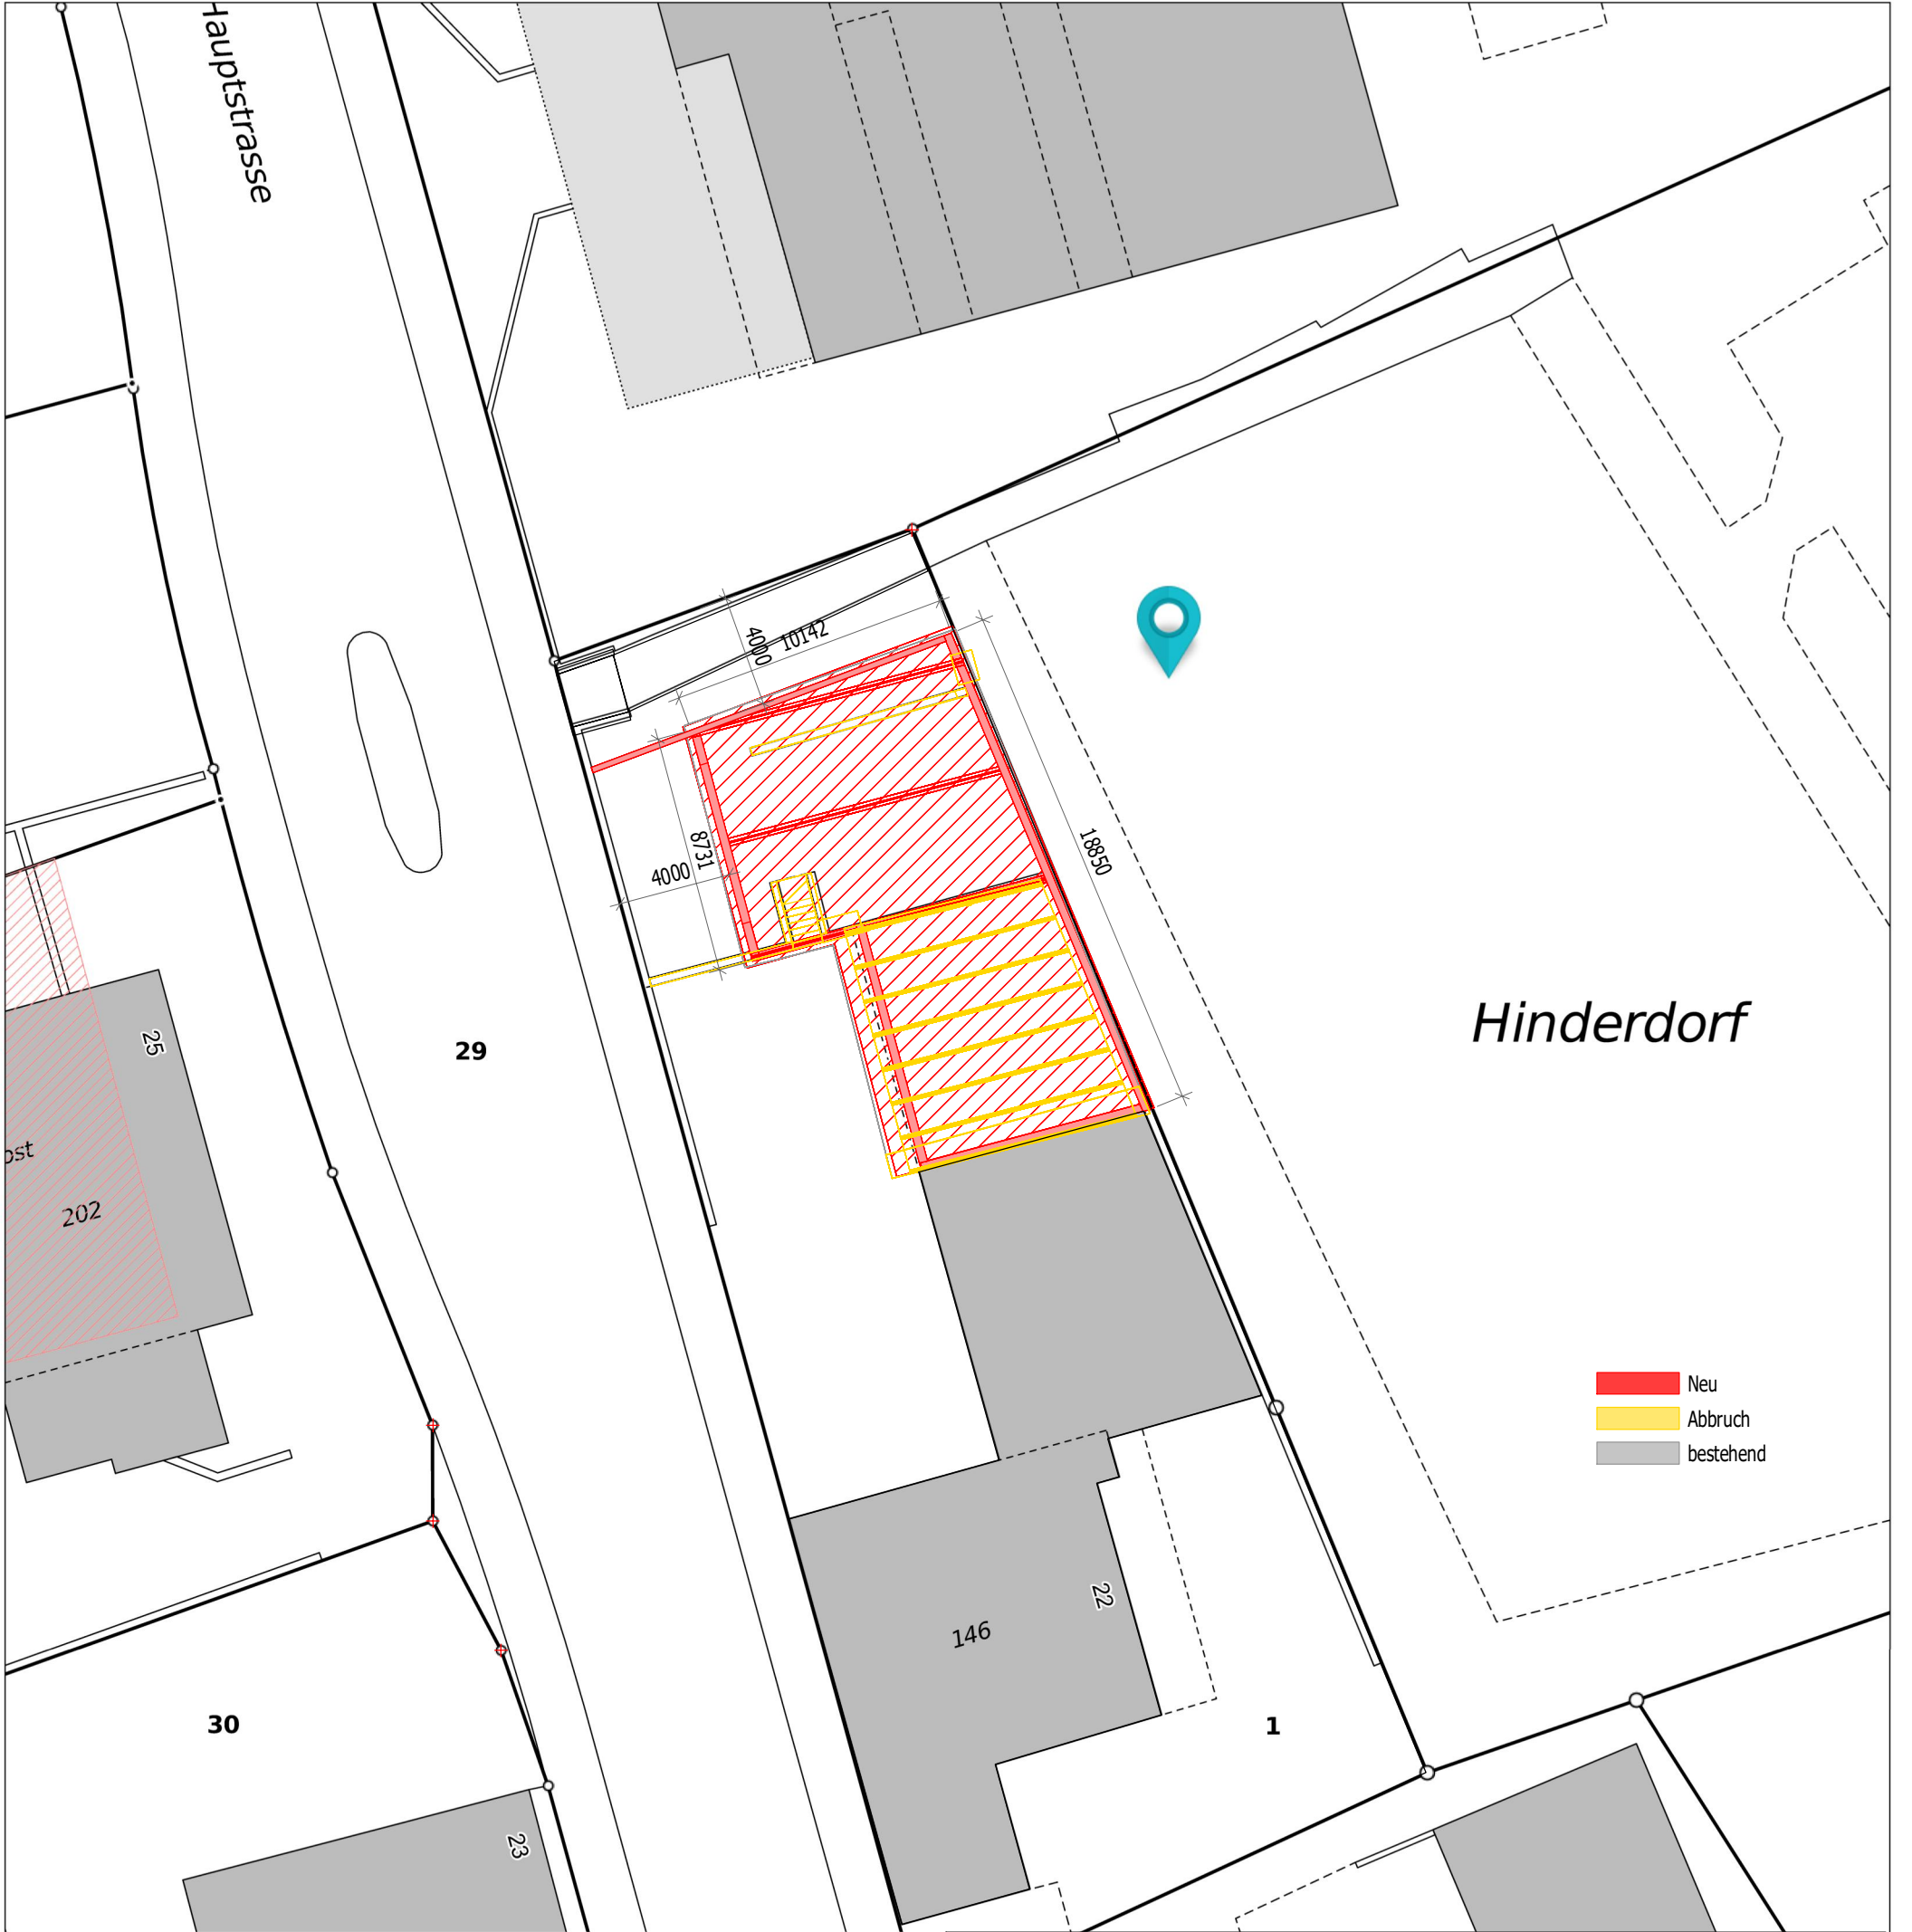 Hauptstrasse
4000
10142
8731
4000
18850
29
25
ost
202
Hinderdorf
Neu
Abbruch
bestehend
22
146
30
1
23